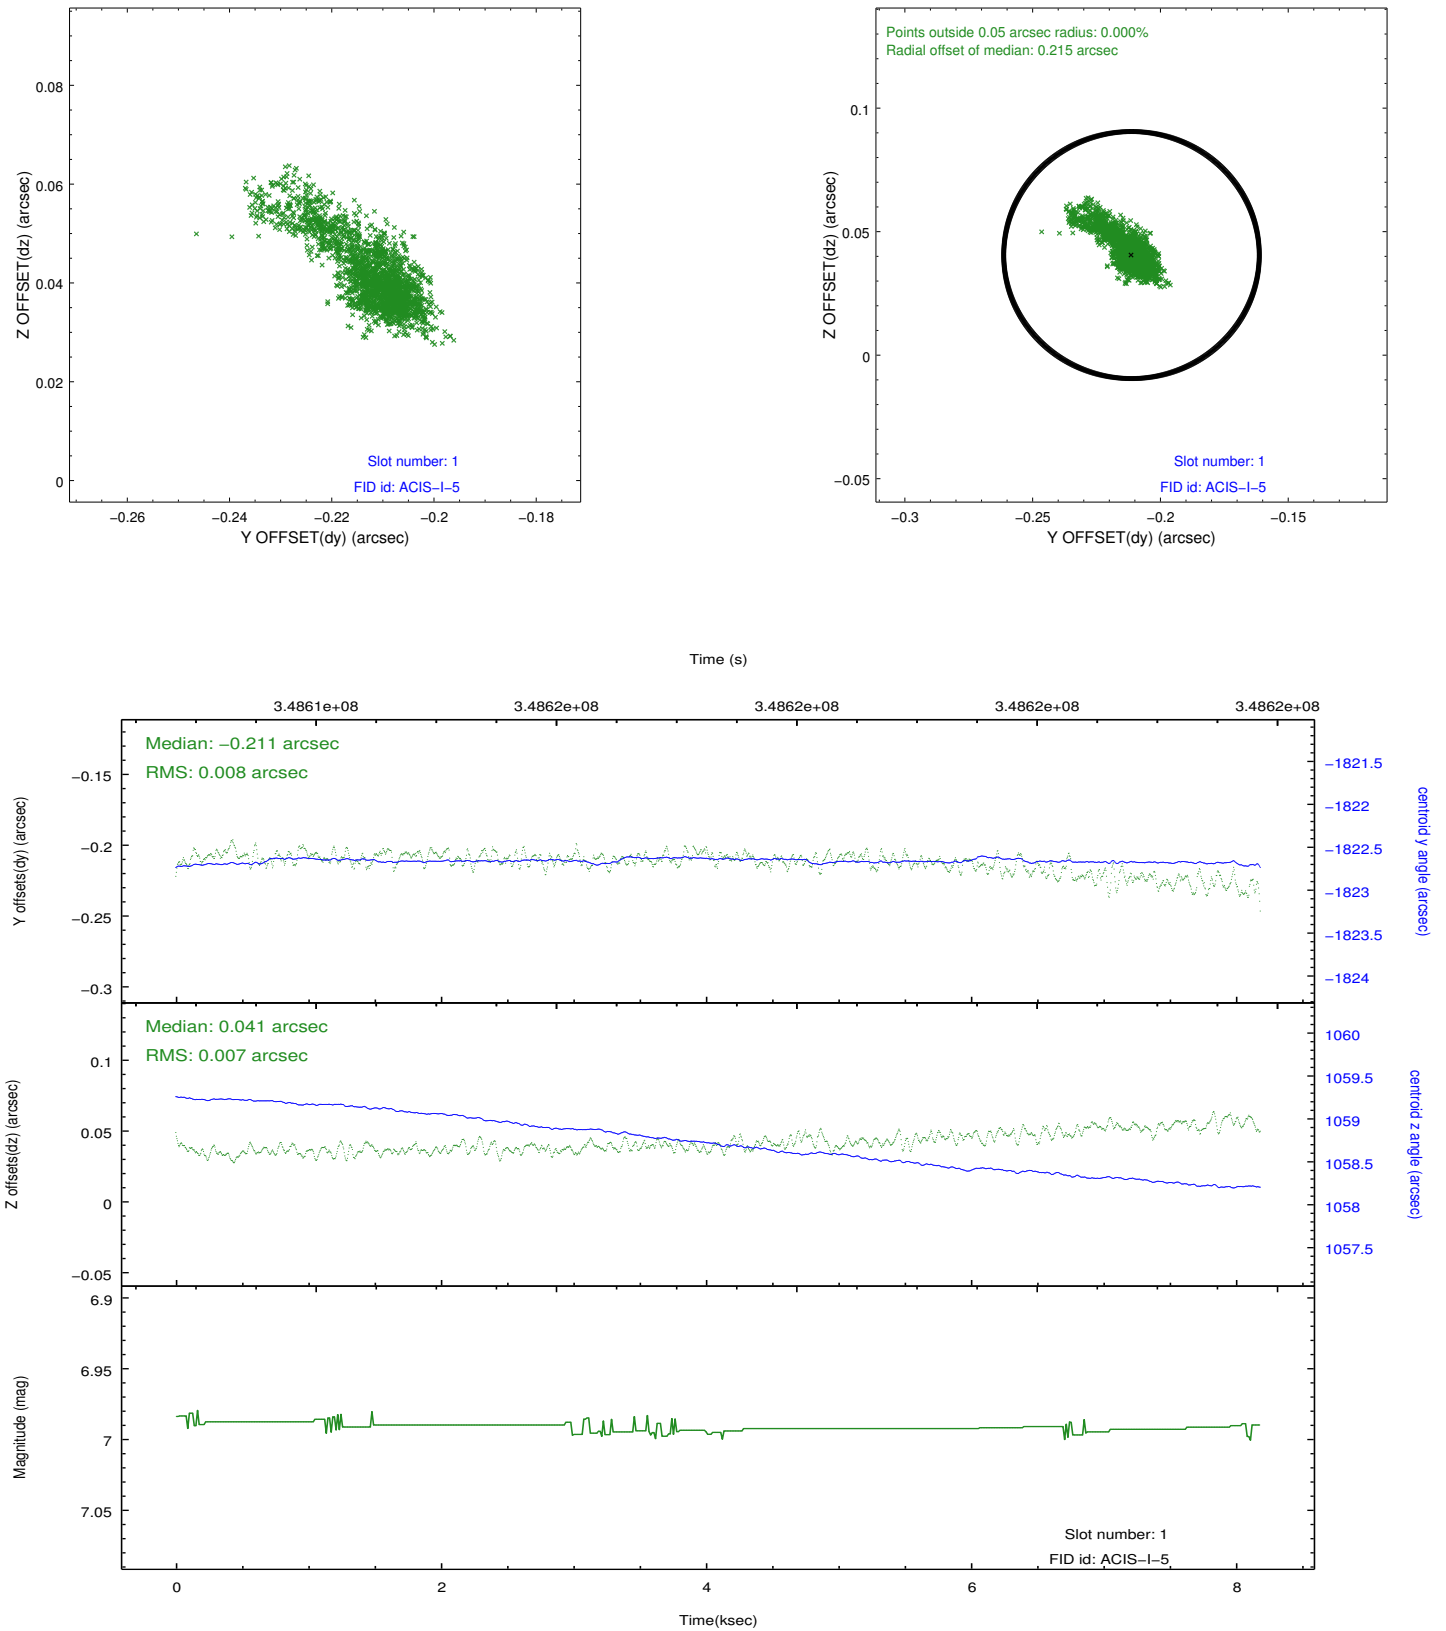 0.08
0.06
0.04
0.02
0
Z OFFSET(dz) (arcsec)
Slot number: 1
FID id: ACIS−I−5
−0.26
−0.24
−0.22
−0.2
−0.18
Y OFFSET(dy) (arcsec)
Points outside 0.05 arcsec radius: 0.000%
Radial offset of median: 0.215 arcsec
0.1
0.05
0
−0.05
Z OFFSET(dz) (arcsec)
Slot number: 1
FID id: ACIS−I−5
−0.3
−0.25
−0.2
−0.15
Y OFFSET(dy) (arcsec)
Time (s)
3.4861e+08
3.4862e+08
3.4862e+08
3.4862e+08
3.4862e+08
Median: −0.211 arcsec
RMS: 0.008 arcsec
−0.15
−0.2
−0.25
−0.3
Y offsets(dy) (arcsec)
−1821.5
−1822
−1822.5
−1823
−1823.5
−1824
centroid y angle (arcsec)
Median: 0.041 arcsec
RMS: 0.007 arcsec
0.1
0.05
0
−0.05
Z offsets(dz) (arcsec)
1060
1059.5
1059
1058.5
1058
1057.5
centroid z angle (arcsec)
6.9
6.95
7
7.05
Magnitude (mag)
Slot number: 1
FID id: ACIS−I−5
0
2
4
6
8
Time(ksec)